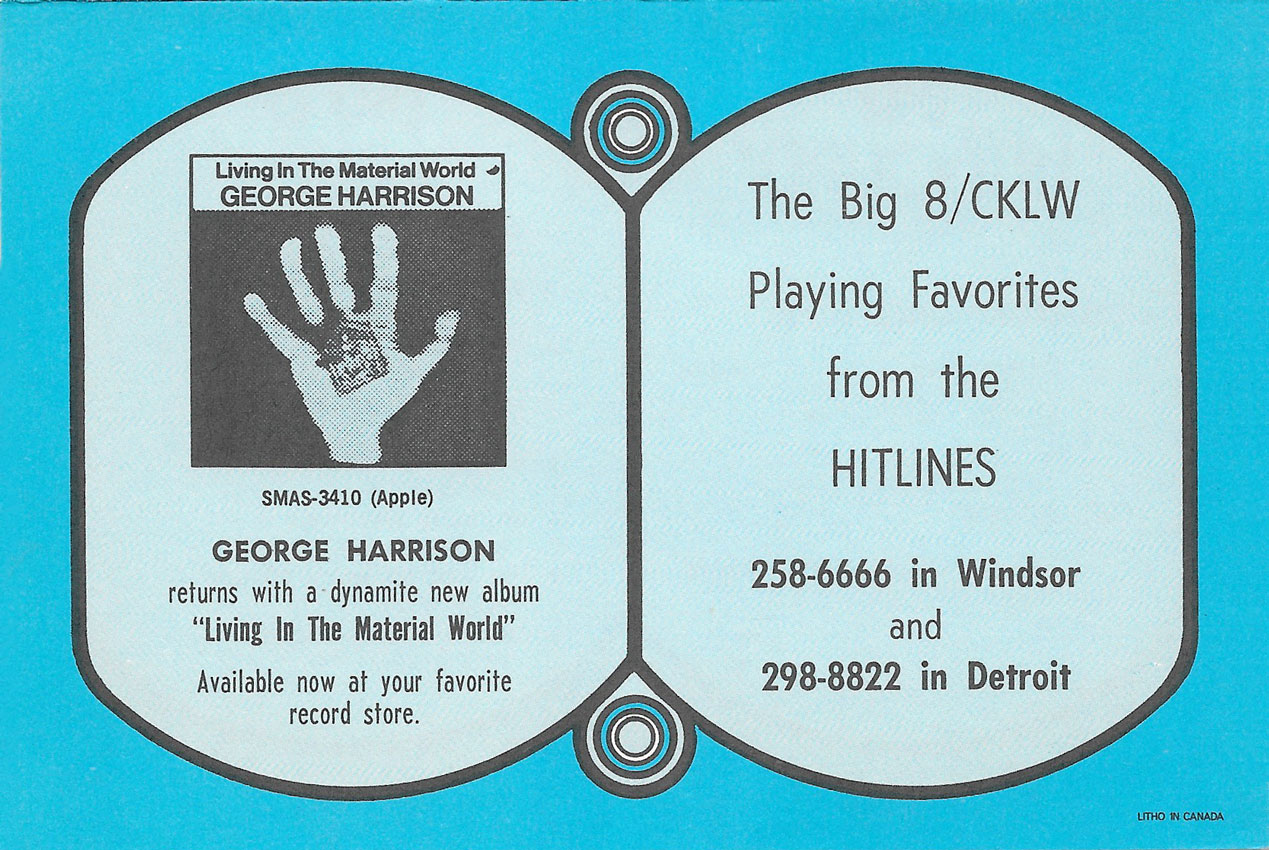 Living In The Material World
GEORGE HARRISON
SMAS-3410 (Apple)
GEORGE HARRISON
returns with a dynamite new album
“Living In The Material World”
Available now at your favorite
record store.
The Big 8/CKLW
Playing Favorites
from the
HITLINES
258-6666 in Windsor
and
298-8822 in Detroit
LITHO IN CANADA